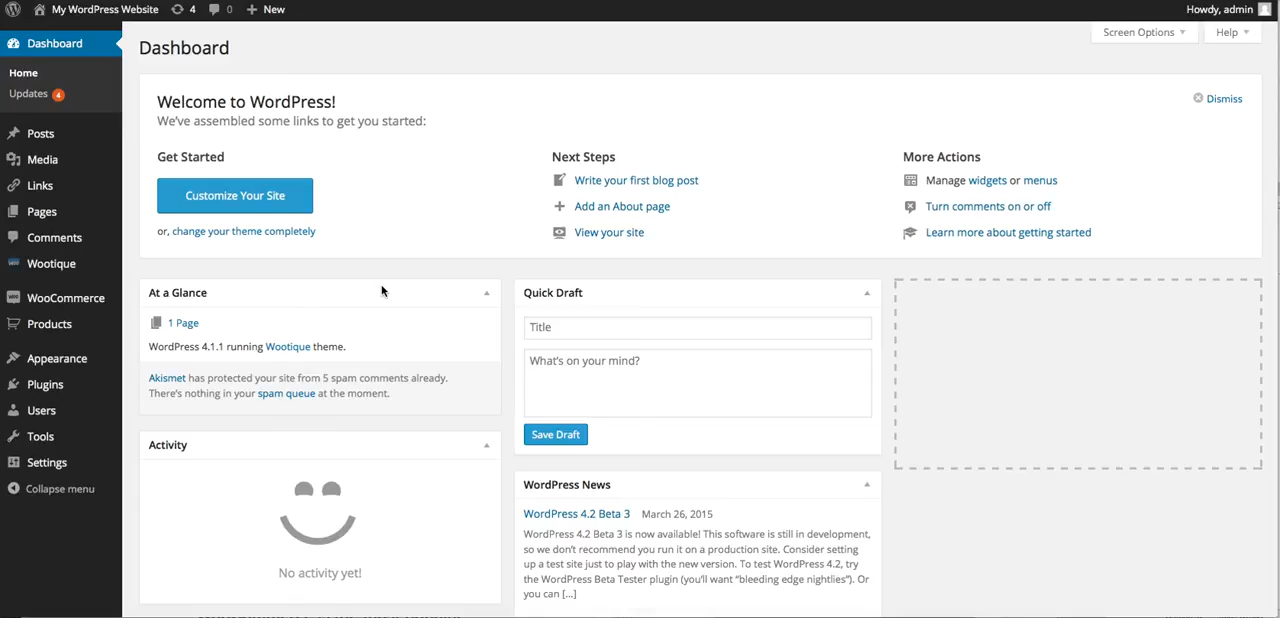 My WordPress Website 4 0 New Howdy, admin
Dashboard
Home
Updates 4
Posts
Media
Links
Pages
Comments
Wootique
WooCommerce
Products
Appearance
Plugins
Users
Tools
Settings
Collapse menu
Dashboard
Screen Options Help
Welcome to WordPress!
We've assembled some links to get you started:
Dismiss
Get Started
Customize Your Site
or, change your theme completely
Next Steps
Write your first blog post
Add an About page
View your site
More Actions
Manage widgets or menus
Turn comments on or off
Learn more about getting started
At a Glance
1 Page
WordPress 4.1.1 running Wootique theme.
Akismet has protected your site from 5 spam comments already.
There's nothing in your spam queue at the moment.
Activity
No activity yet!
Quick Draft
Title
What's on your mind?
Save Draft
WordPress News
WordPress 4.2 Beta 3 March 26, 2015
WordPress 4.2 Beta 3 is now available! This software is still in development,
so we don't recommend you run it on a production site. Consider setting
up a test site just to play with the new version. To test WordPress 4.2, try
the WordPress Beta Tester plugin (you'll want "bleeding edge nightlies"). Or
you can [...]